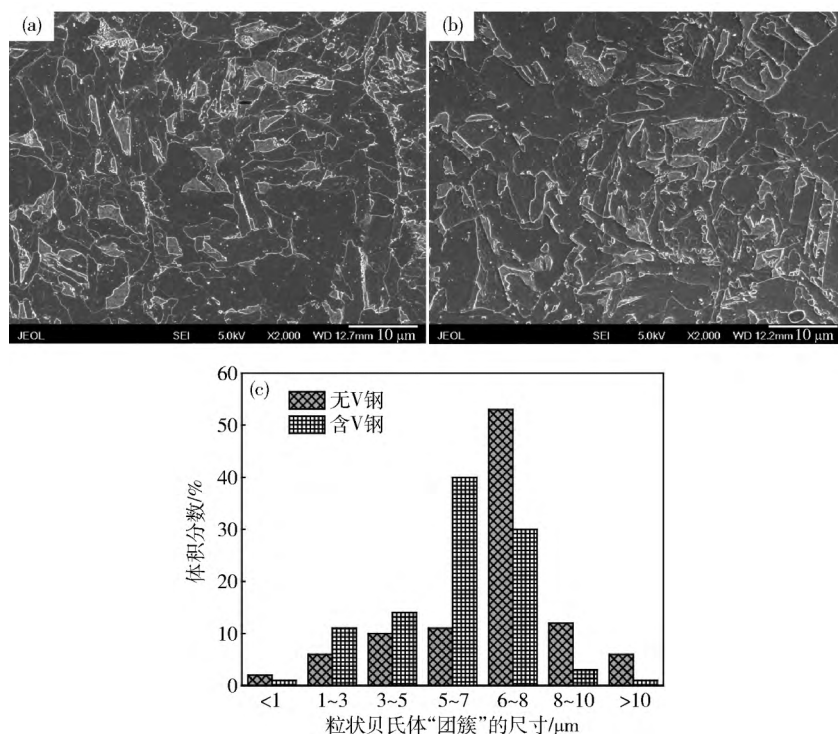 (a)
(b)
JEOL SEI 5.0kV X2,000 WD 12.7mm 10 μm
JEOL SEI 5.0kV X2,000 WD 12.2mm 10 μm
(c)
无V钢
含V钢
60
50
40
30
20
10
0
体积分数/%
<1 1~3 3~5 5~7 6~8 8~10 >10
粒状贝氏体“团簇”的尺寸/μm